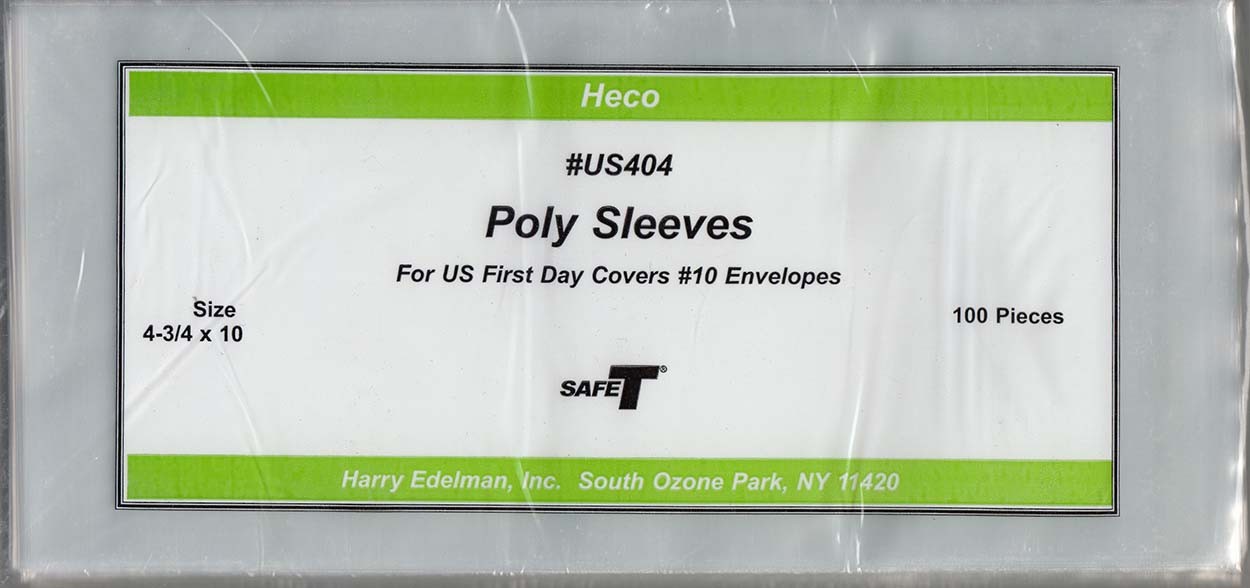 Heco
#US404
Poly Sleeves
For US First Day Covers #10 Envelopes
Size
4-3/4 x 10
100 Pieces
SAFET®
Harry Edelman, Inc. South Ozone Park, NY 11420